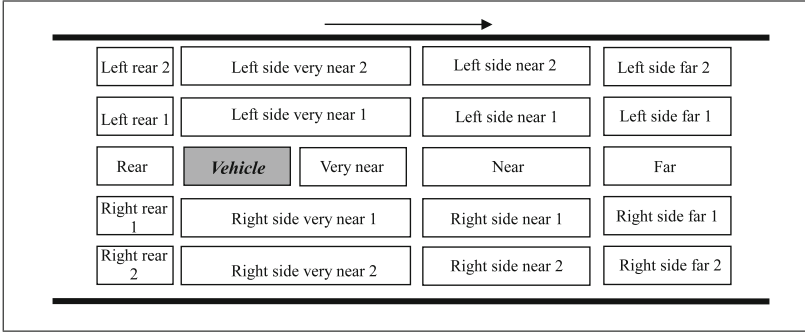 Left rear 2
Left side very near 2
Left side near 2
Left side far 2
Left rear 1
Left side very near 1
Left side near 1
Left side far 1
Rear
Vehicle
Very near
Near
Far
Right rear
1
Right side very near 1
Right side near 1
Right side far 1
Right rear
2
Right side very near 2
Right side near 2
Right side far 2